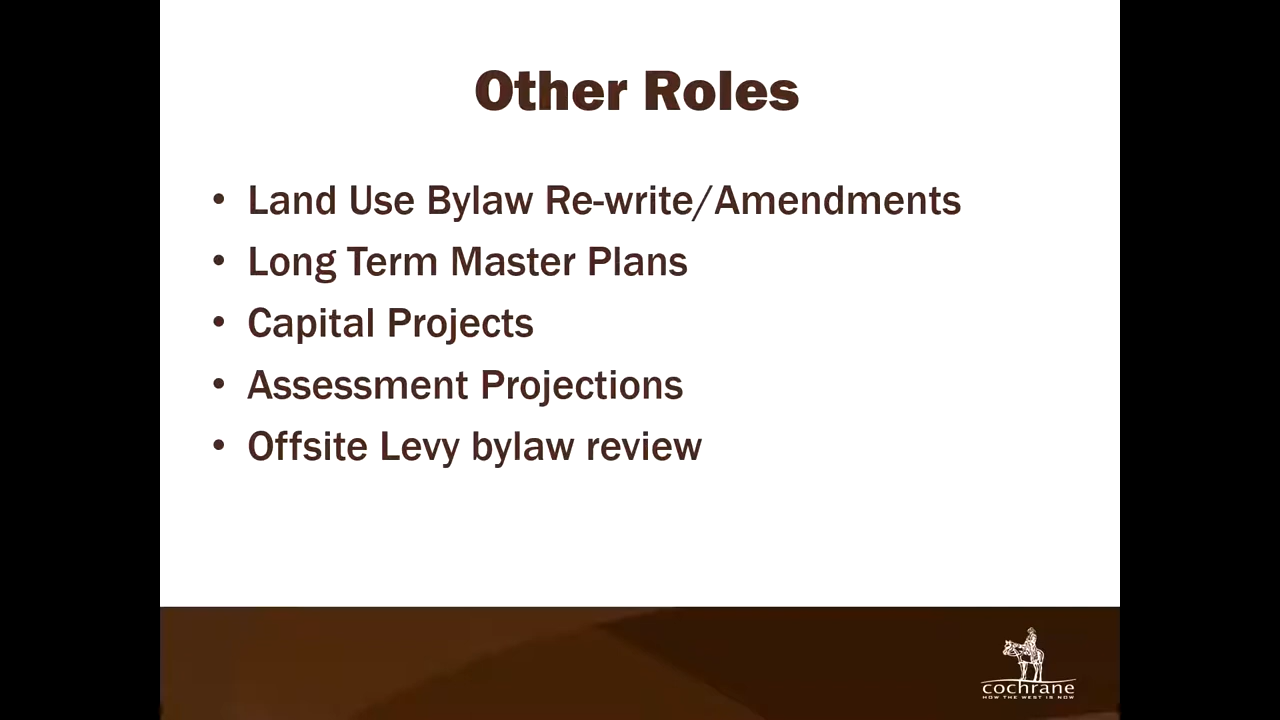 Other Roles
• Land Use Bylaw Re-write/Amendments
• Long Term Master Plans
• Capital Projects
• Assessment Projections
• Offsite Levy bylaw review
cochrane
HOW THE WEST IS NOW